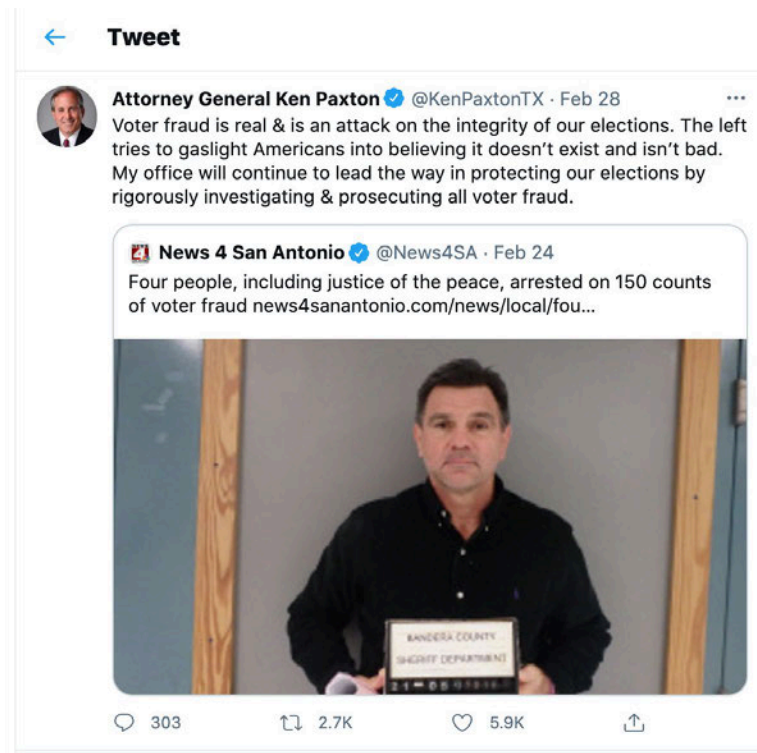 Tweet
Attorney General Ken Paxton @KenPaxtonTX · Feb 28
Voter fraud is real & is an attack on the integrity of our elections. The left
tries to gaslight Americans into believing it doesn’t exist and isn’t bad.
My office will continue to lead the way in protecting our elections by
rigorously investigating & prosecuting all voter fraud.
4 News 4 San Antonio @News4SA · Feb 24
Four people, including justice of the peace, arrested on 150 counts
of voter fraud news4sanantonio.com/news/local/fou...
BANDERA COUNTY
SHERIFF DEPARTMENT
303 2.7K 5.9K